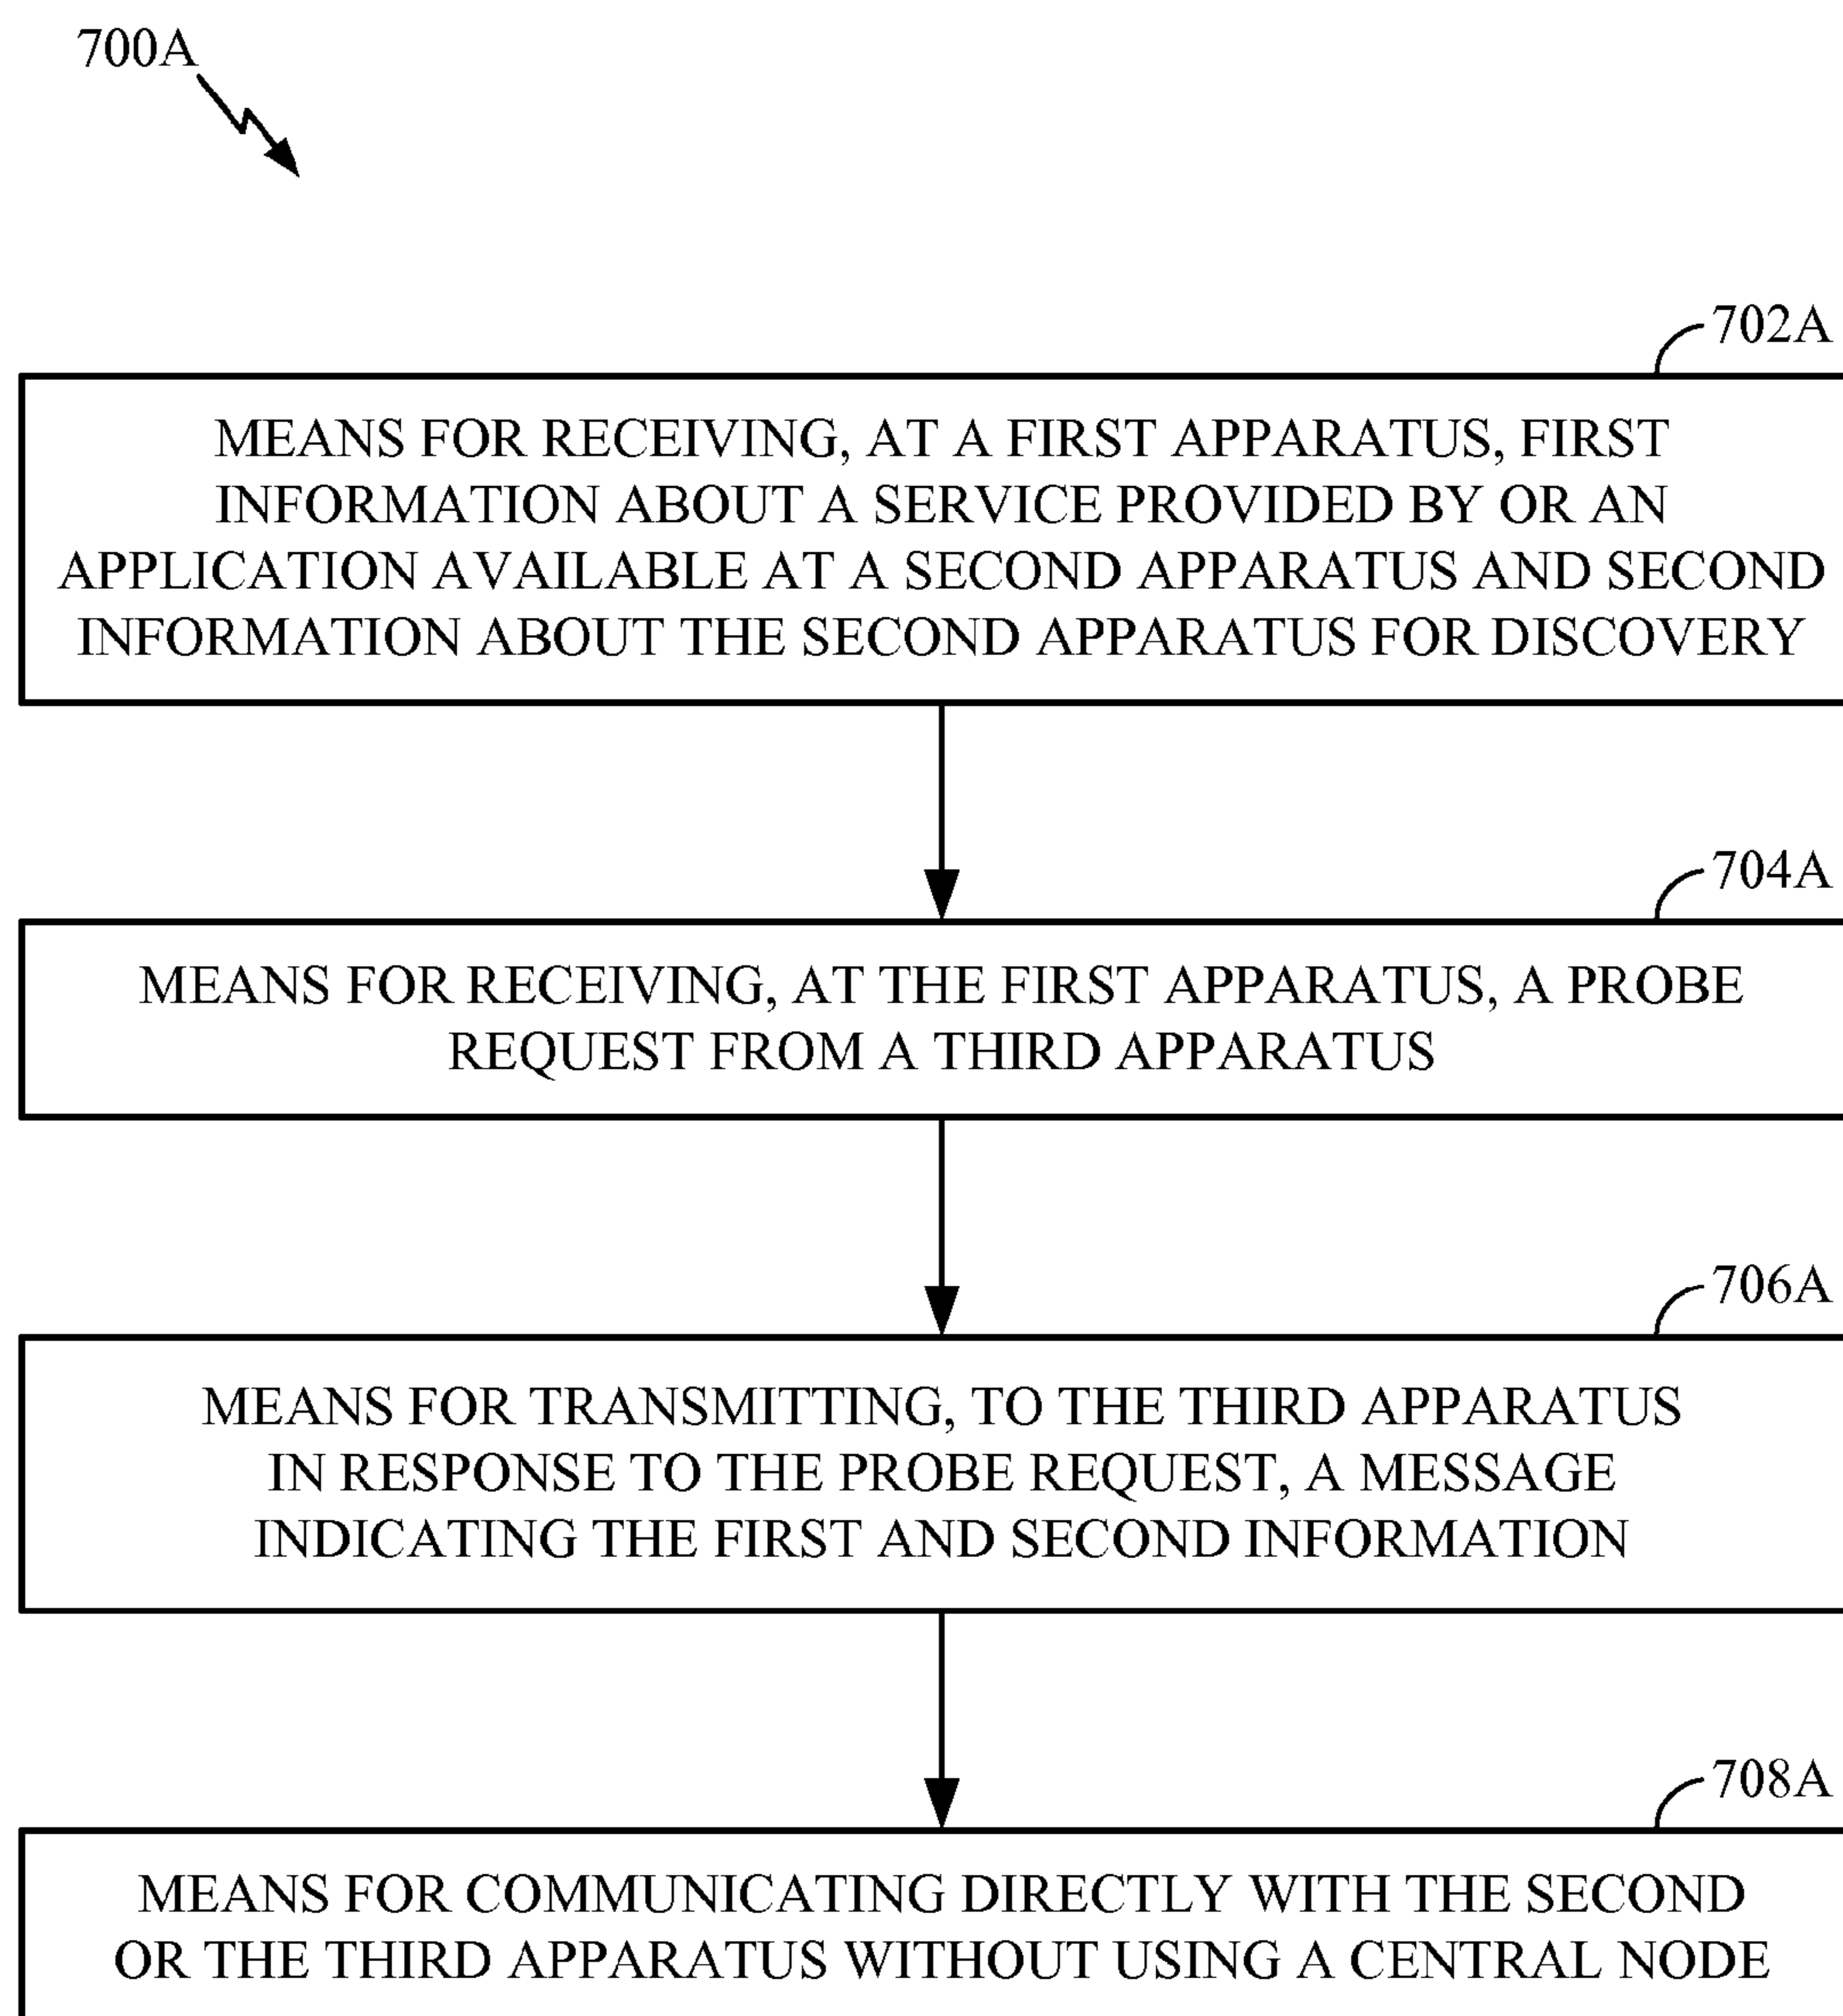 700A
702A
MEANS FOR RECEIVING, AT A FIRST APPARATUS, FIRST
INFORMATION ABOUT A SERVICE PROVIDED BY OR AN
APPLICATION AVAILABLE AT A SECOND APPARATUS AND SECOND
INFORMATION ABOUT THE SECOND APPARATUS FOR DISCOVERY
704A
MEANS FOR RECEIVING, AT THE FIRST APPARATUS, A PROBE
REQUEST FROM A THIRD APPARATUS
706A
MEANS FOR TRANSMITTING, TO THE THIRD APPARATUS
IN RESPONSE TO THE PROBE REQUEST, A MESSAGE
INDICATING THE FIRST AND SECOND INFORMATION
708A
MEANS FOR COMMUNICATING DIRECTLY WITH THE SECOND
OR THE THIRD APPARATUS WITHOUT USING A CENTRAL NODE